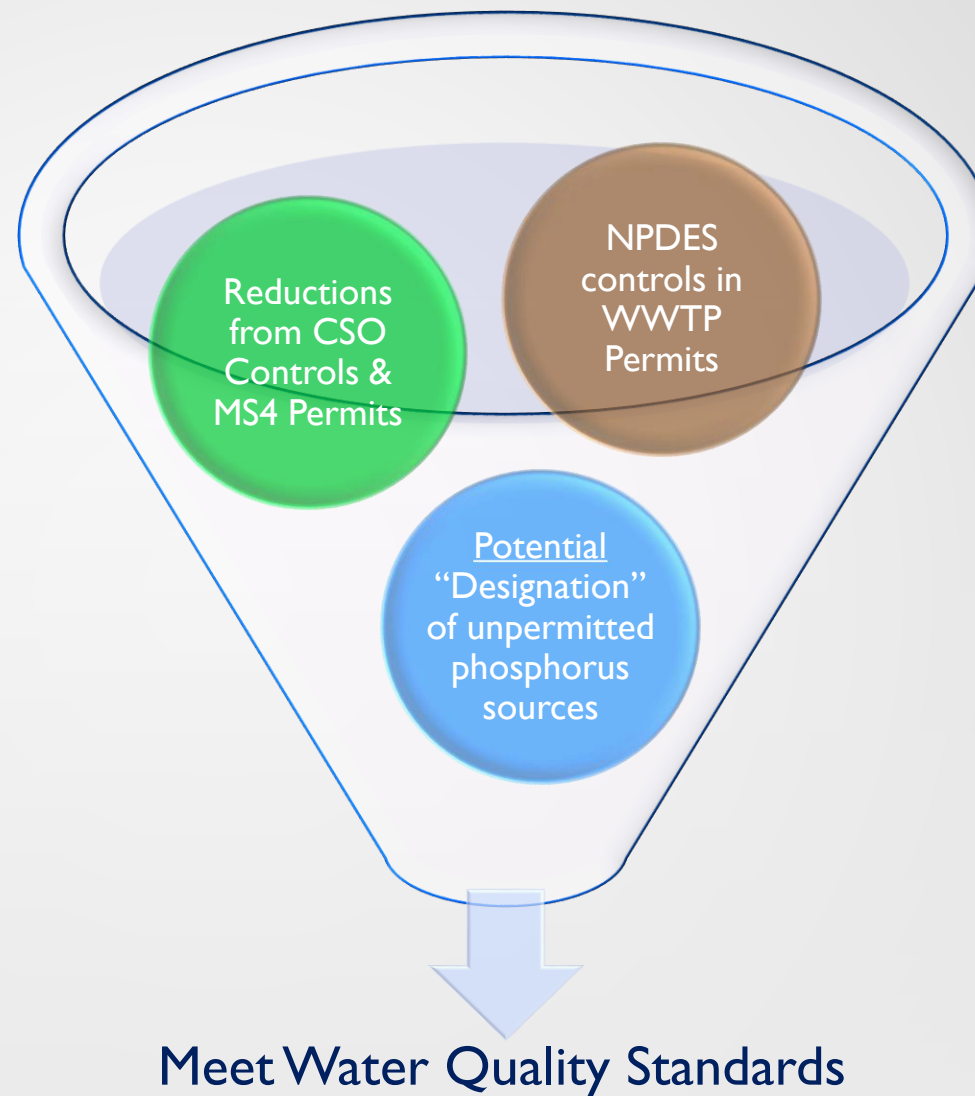 Reductions
from CSO
Controls &
MS4 Permits
NPDES
controls in
WWTP
Permits
Potential
“Designation”
of unpermitted
phosphorus
sources
Meet Water Quality Standards